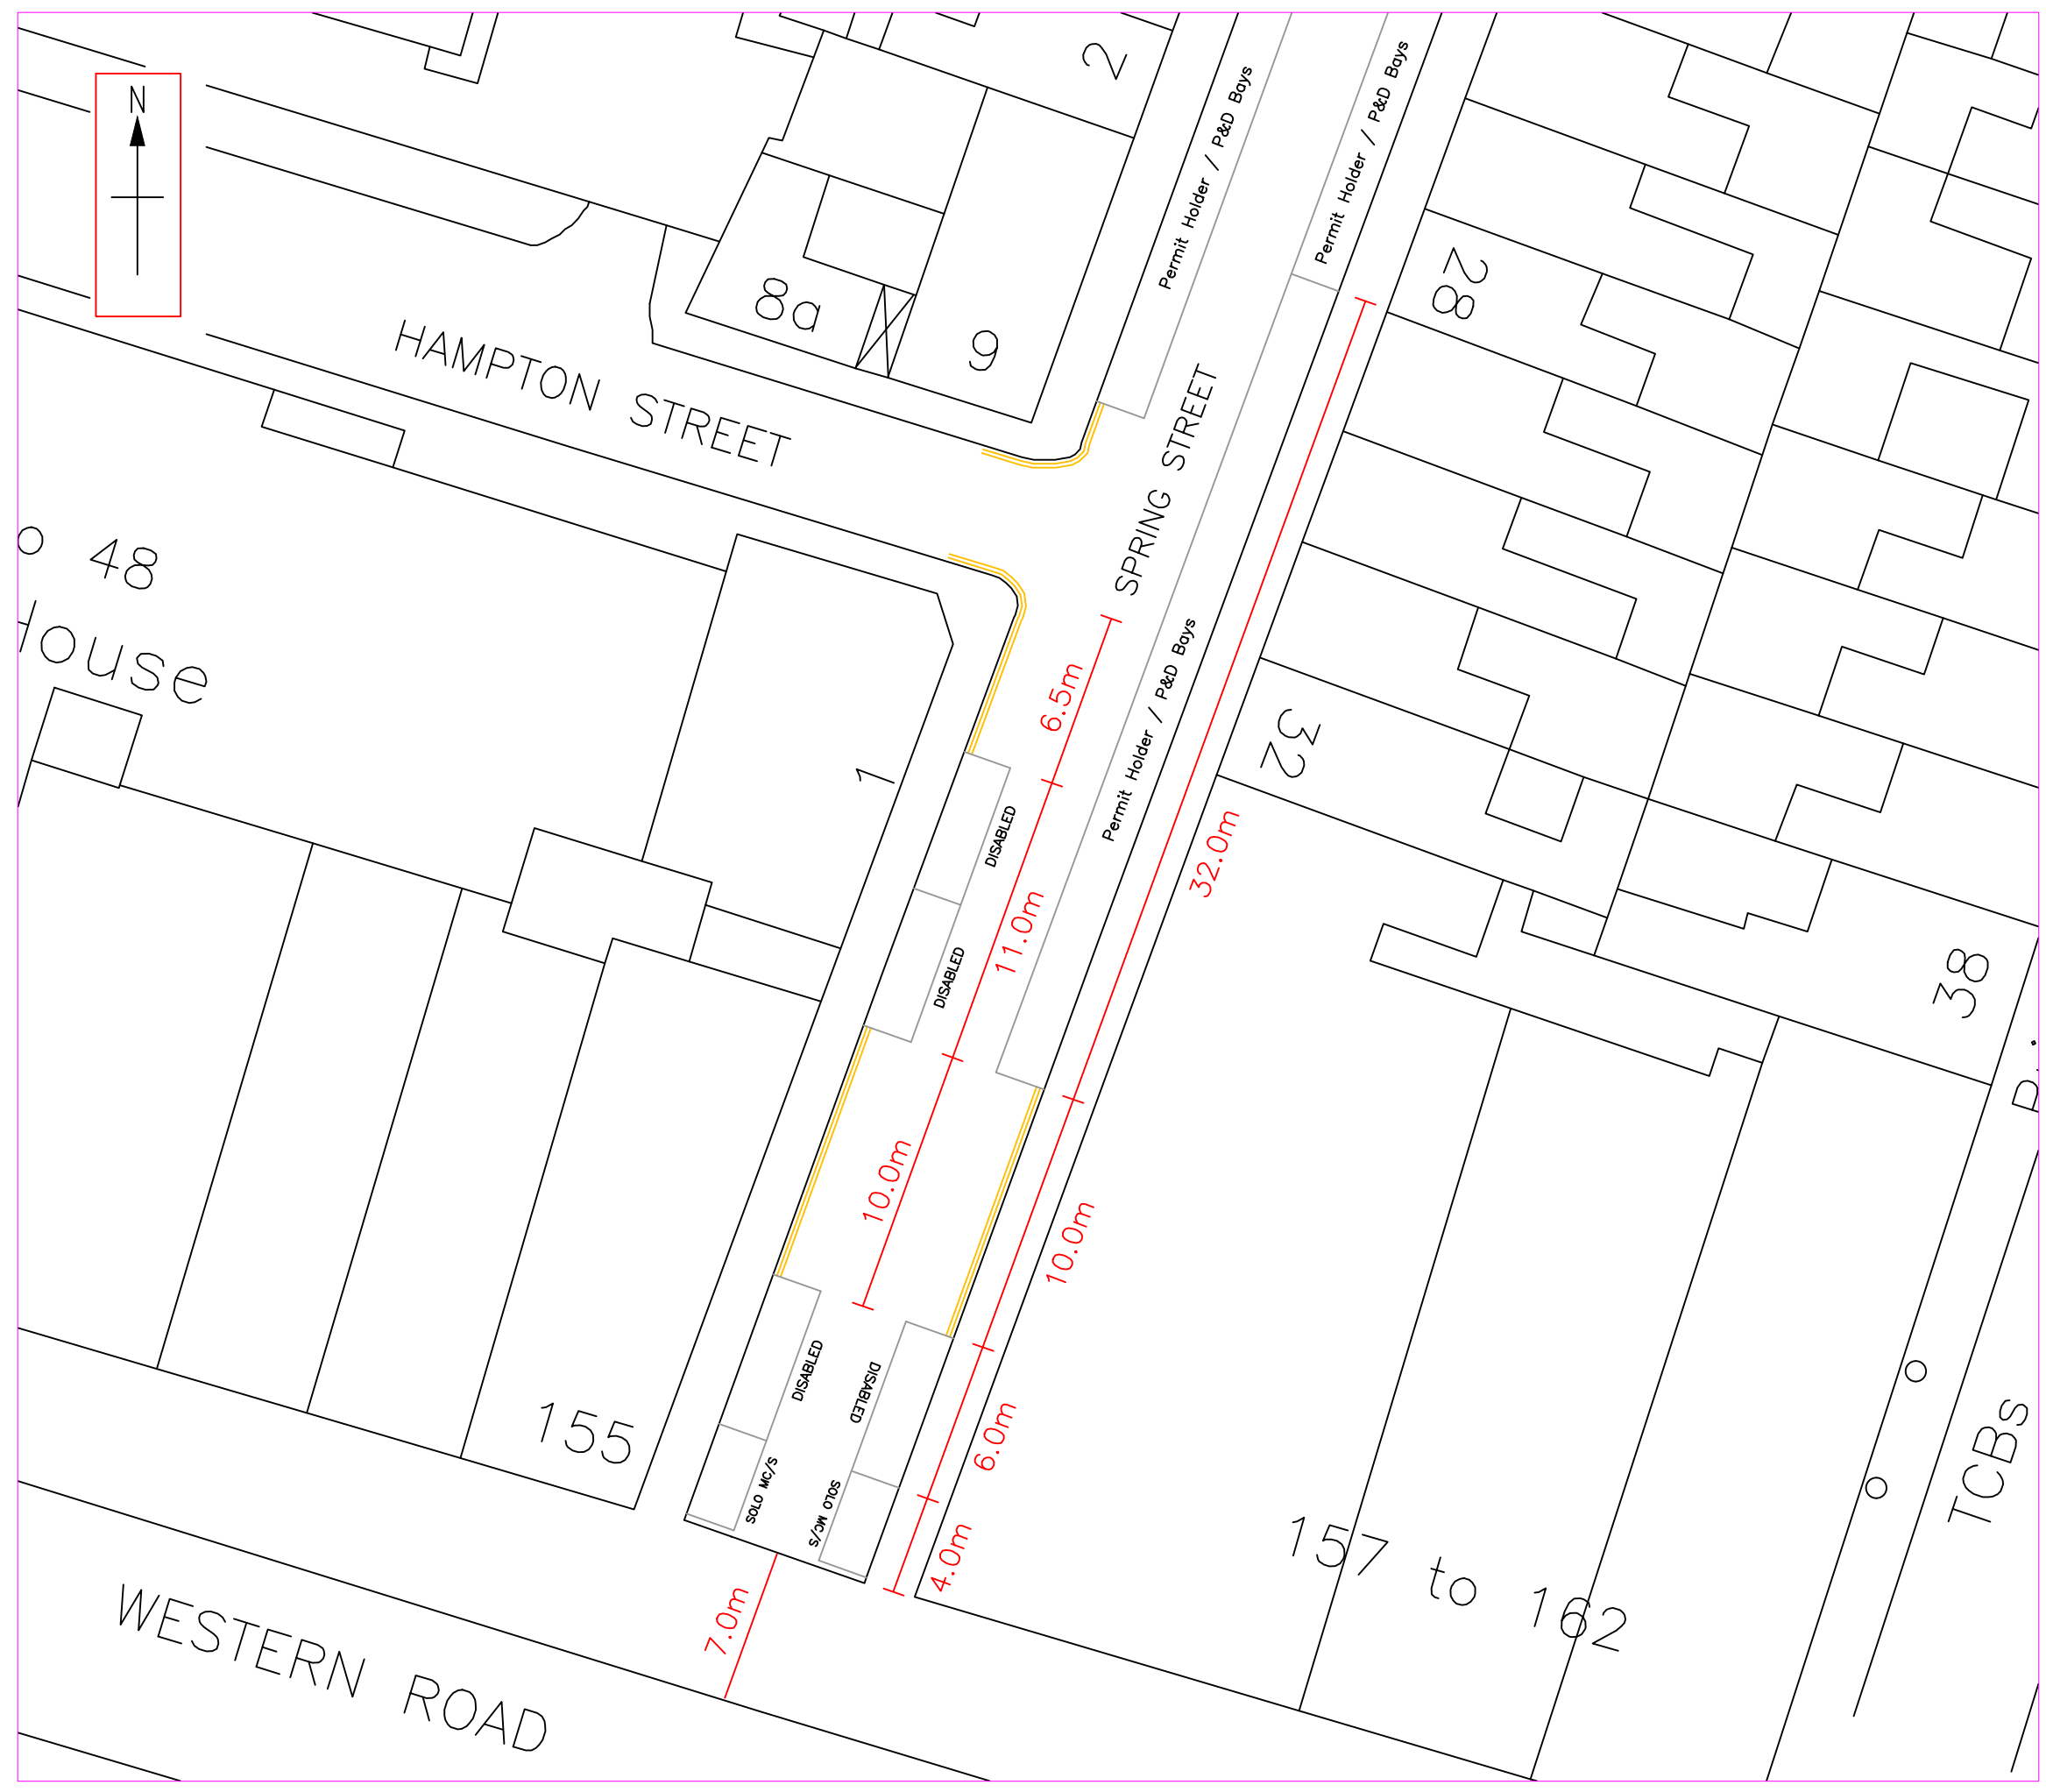 N
2
Permit Holder / P&D Bays
Permit Holder / P&D Bays
28
8a
9
HAMPTON STREET
SPRING STREET
48
House
6.5m
Permit Holder / P&D Bays
32
1
DISABLED
32.0m
11.0m
DISABLED
38
10.0m
10.0m
DISABLED
DISABLED
155
6.0m
SOLO MC/S
SOLO MC/S
4.0m
TCBs
157 to 162
7.0m
WESTERN ROAD